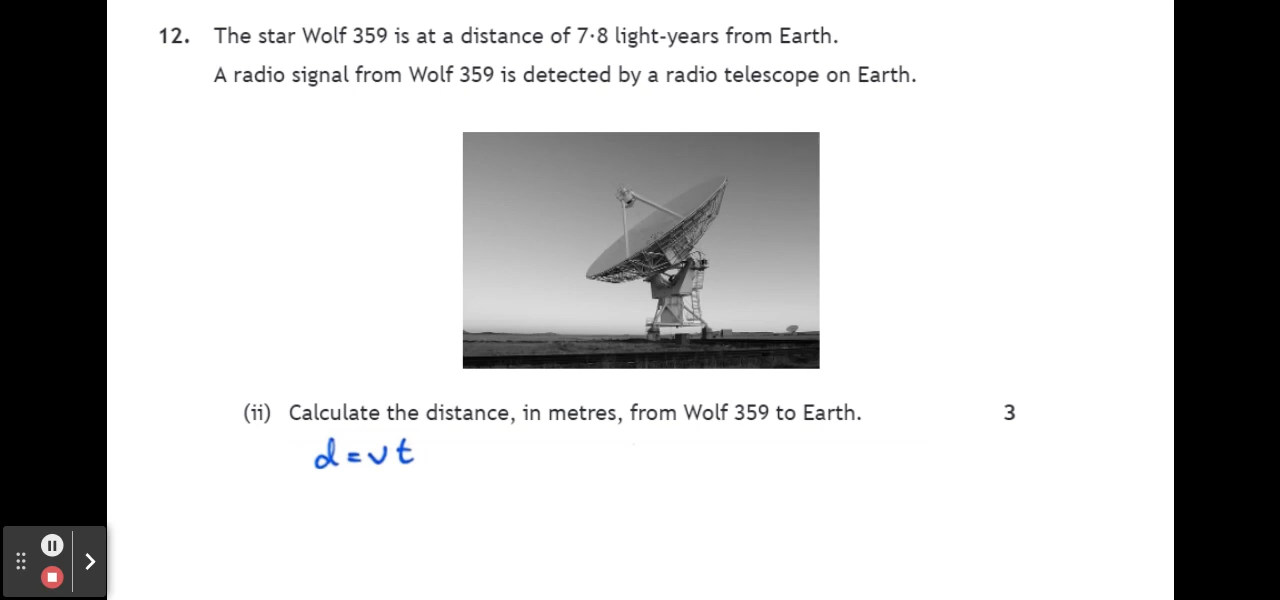 12. The star Wolf 359 is at a distance of 7·8 light-years from Earth.
A radio signal from Wolf 359 is detected by a radio telescope on Earth.
(ii) Calculate the distance, in metres, from Wolf 359 to Earth. 3
d = vt